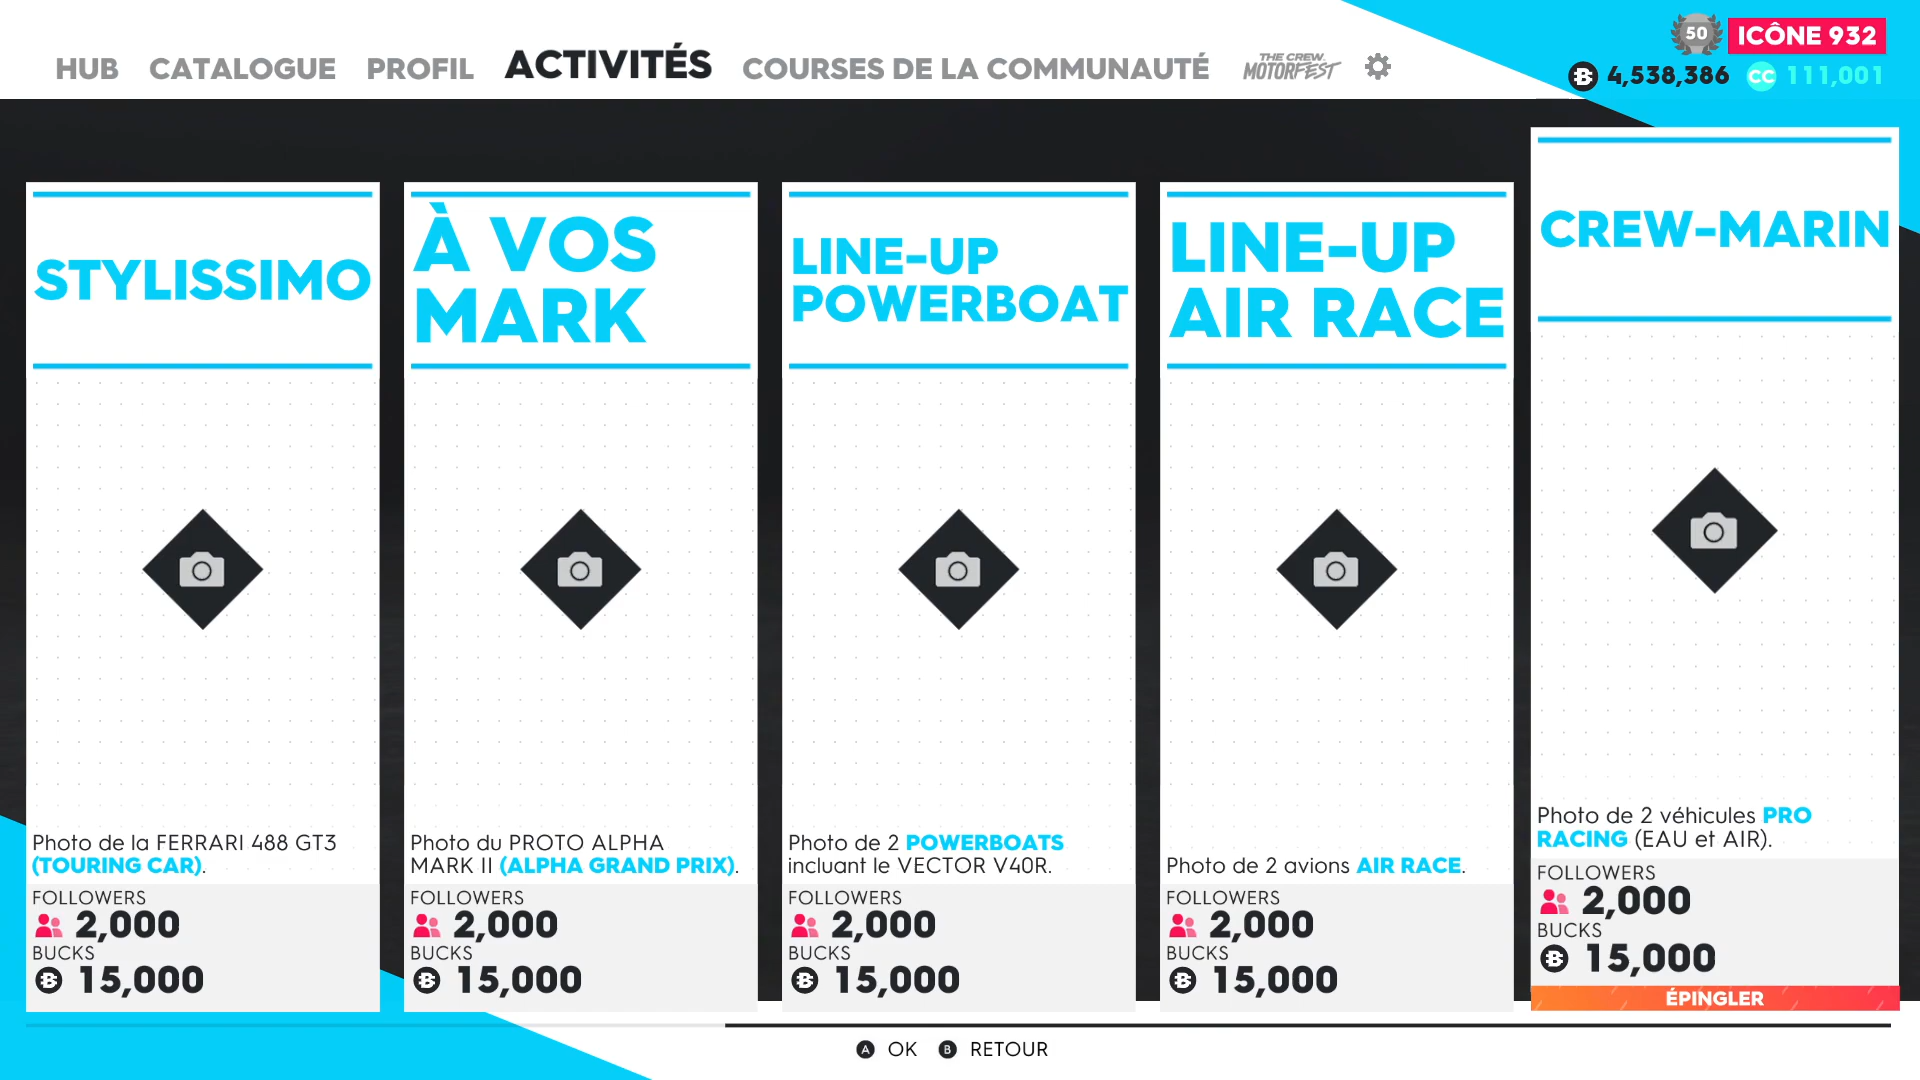 HUB CATALOGUE PROFIL ACTIVITÉS COURSES DE LA COMMUNAUTÉ THE CREW. MOTORFEST
50 ICÔNE 932
4,538,386 CC 111,001
STYLISSIMO
Photo de la FERRARI 488 GT3
(TOURING CAR).
FOLLOWERS
2,000
BUCKS
15,000
À VOS
MARK
Photo du PROTO ALPHA
MARK II (ALPHA GRAND PRIX).
FOLLOWERS
2,000
BUCKS
15,000
LINE-UP
POWERBOAT
Photo de 2 POWERBOATS
incluant le VECTOR V40R.
FOLLOWERS
2,000
BUCKS
15,000
LINE-UP
AIR RACE
Photo de 2 avions AIR RACE.
FOLLOWERS
2,000
BUCKS
15,000
CREW-MARIN
Photo de 2 véhicules PRO
RACING (EAU et AIR).
FOLLOWERS
2,000
BUCKS
15,000
ÉPINGLER
A OK B RETOUR